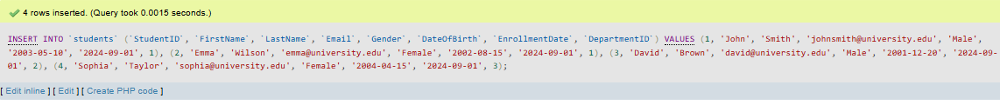 4 rows inserted. (Query took 0.0015 seconds.)
INSERT INTO `students` (`StudentID`, `FirstName`, `LastName`, `Email`, `Gender`, `DateOfBirth`, `EnrollmentDate`, `DepartmentID`) VALUES (1, 'John', 'Smith', 'johnsmith@university.edu', 'Male',
'2003-05-10', '2024-09-01', 1), (2, 'Emma', 'Wilson', 'emma@university.edu', 'Female', '2002-08-15', '2024-09-01', 1), (3, 'David', 'Brown', 'david@university.edu', 'Male', '2001-12-20', '2024-09-
01', 2), (4, 'Sophia', 'Taylor', 'sophia@university.edu', 'Female', '2004-04-15', '2024-09-01', 3);
[ Edit inline ] [ Edit ] [ Create PHP code ]